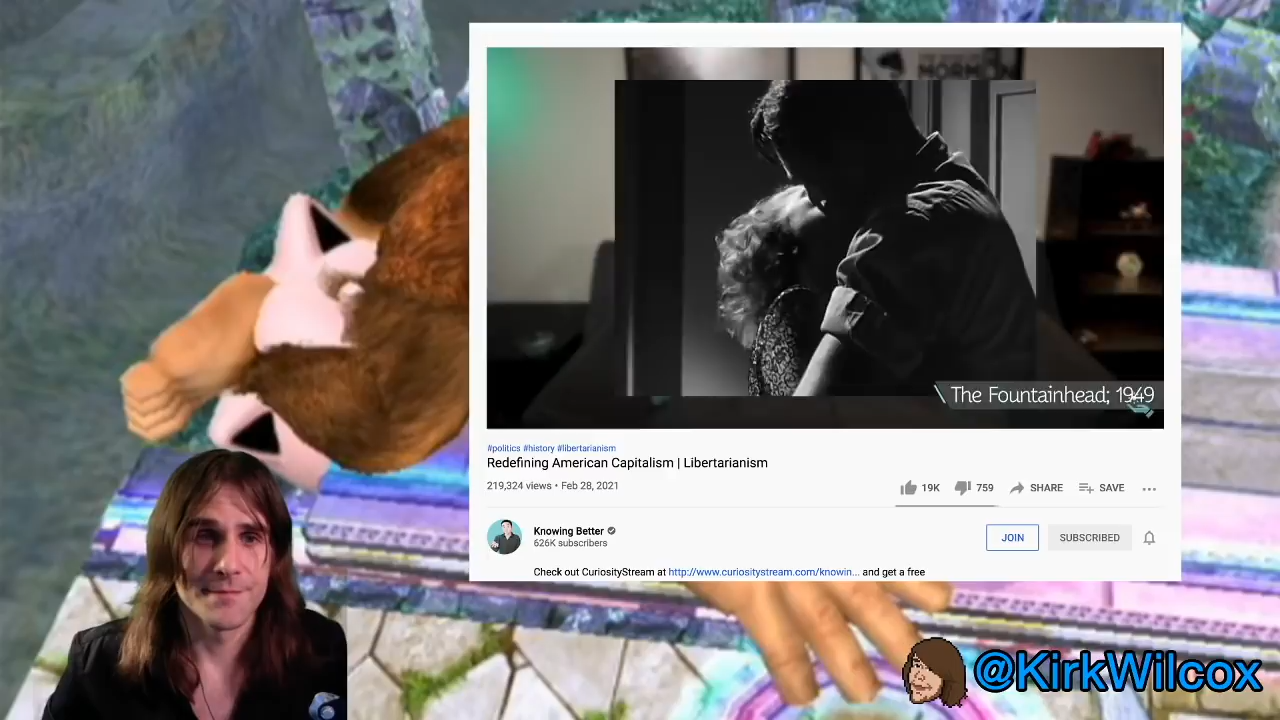 MORMON
The Fountainhead; 1949
#politics #history #libertarianism
Redefining American Capitalism | Libertarianism
219,324 views • Feb 28, 2021
19K 759 SHARE SAVE
Knowing Better
626K subscribers
JOIN SUBSCRIBED
Check out CuriosityStream at http://www.curiositystream.com/knowin... and get a free
@KirkWilcox